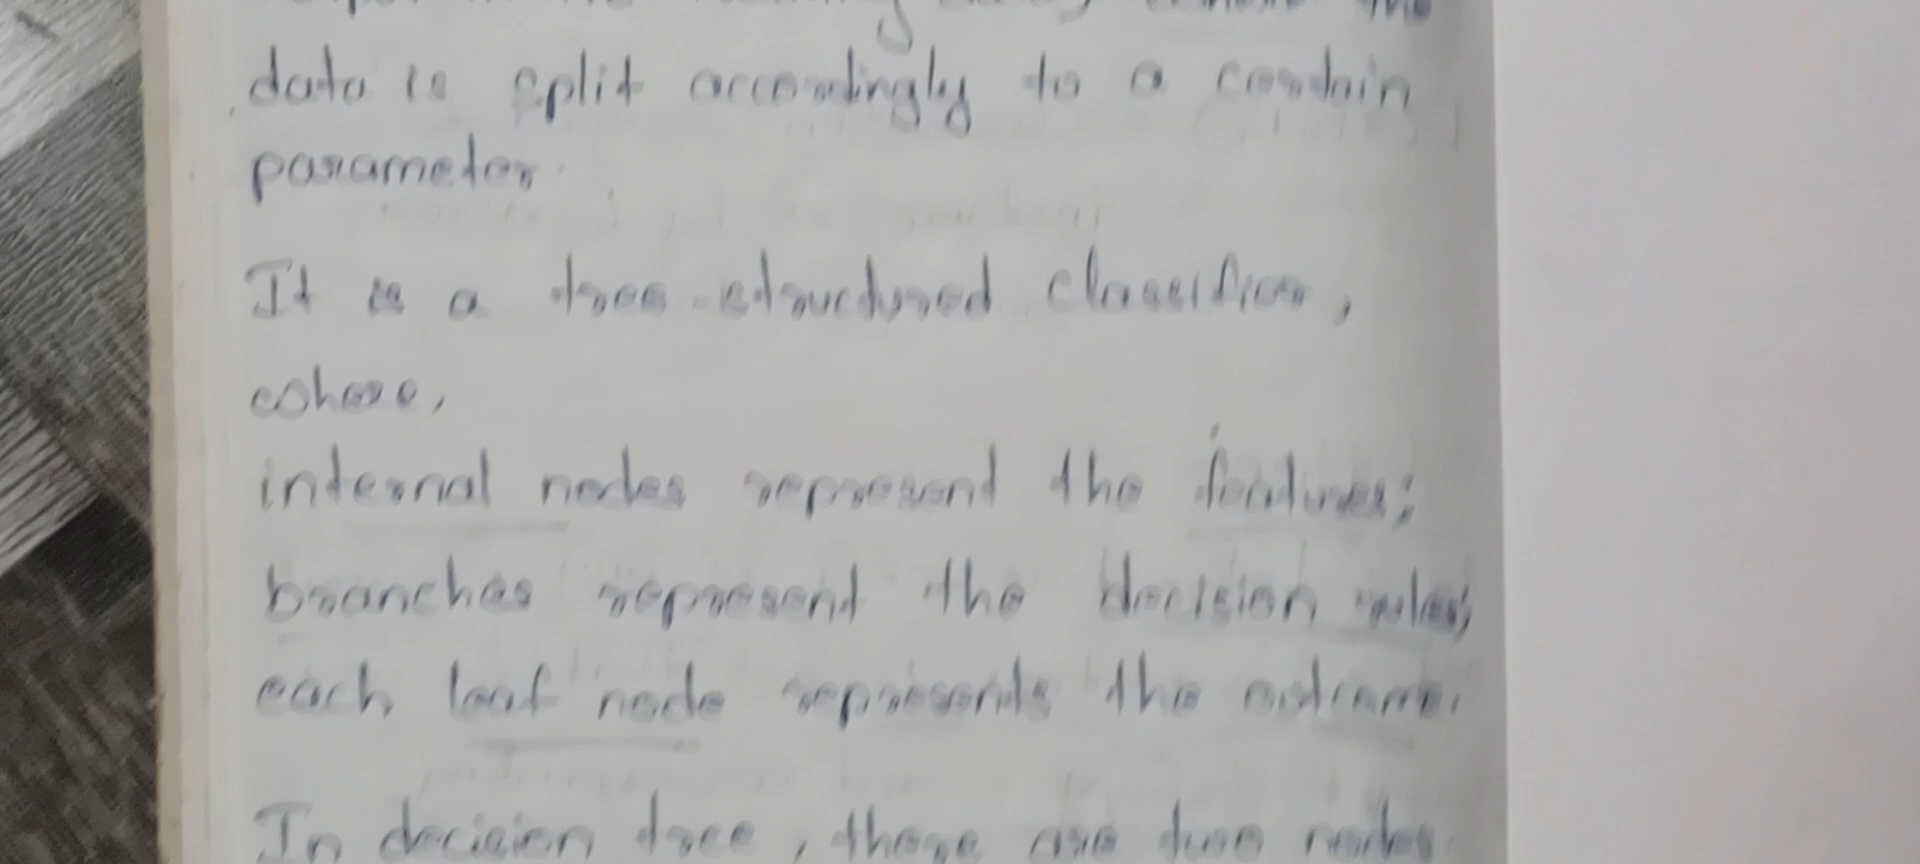 the
data is split accordingly to a certain
parameter.
It is a tree-structured classifier,
where,
internal nodes represent the features;
branches represent the decision rules;
each leaf node represents the outcome.
In decision tree, there are two nodes